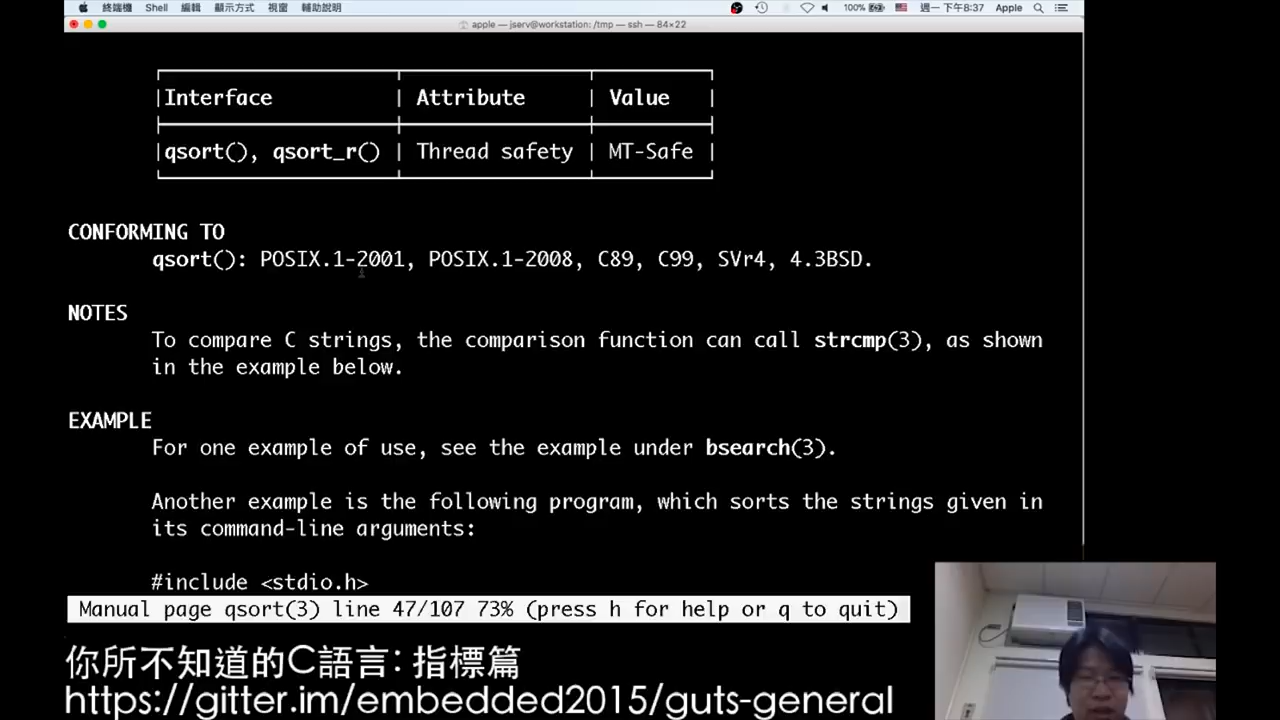 終端機 Shell 編輯 顯示方式 視窗 輔助說明 100% 週一 下午8:37 Apple
apple — jserv@workstation: /tmp — ssh — 84×22
Interface Attribute Value
qsort(), qsort_r() Thread safety MT-Safe
CONFORMING TO
qsort(): POSIX.1-2001, POSIX.1-2008, C89, C99, SVr4, 4.3BSD.
NOTES
To compare C strings, the comparison function can call strcmp(3), as shown
in the example below.
EXAMPLE
For one example of use, see the example under bsearch(3).
Another example is the following program, which sorts the strings given in
its command-line arguments:
#include <stdio.h>
Manual page qsort(3) line 47/107 73% (press h for help or q to quit)
你所不知道的C語言: 指標篇
https://gitter.im/embedded2015/guts-general